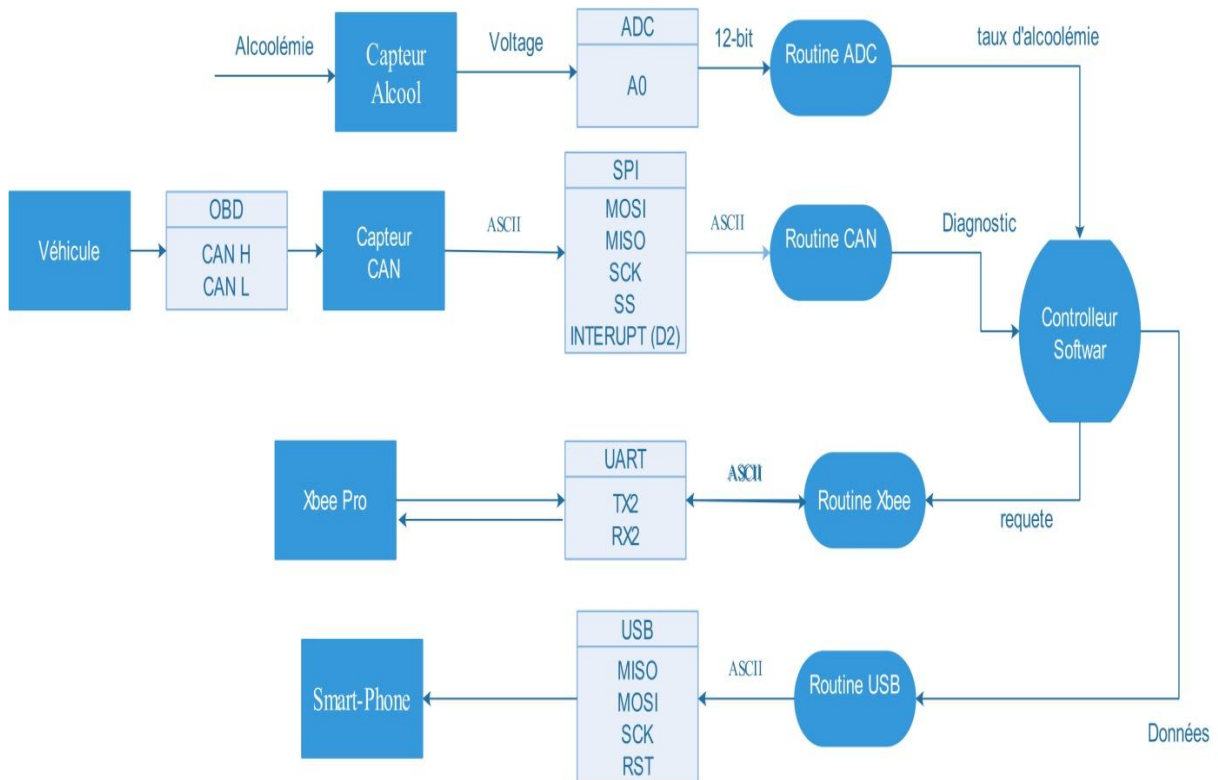 Alcoolémie
Capteur
Alcool
Voltage
ADC
A0
12-bit
Routine ADC
taux d'alcoolémie
Véhicule
OBD
CAN H
CAN L
Capteur
CAN
ASCII
SPI
MOSI
MISO
SCK
SS
INTERUPT (D2)
ASCII
Routine CAN
Diagnostic
Controlleur
Softwar
Xbee Pro
UART
TX2
RX2
ASCII
Routine Xbee
requete
Smart-Phone
USB
MISO
MOSI
SCK
RST
ASCII
Routine USB
Données